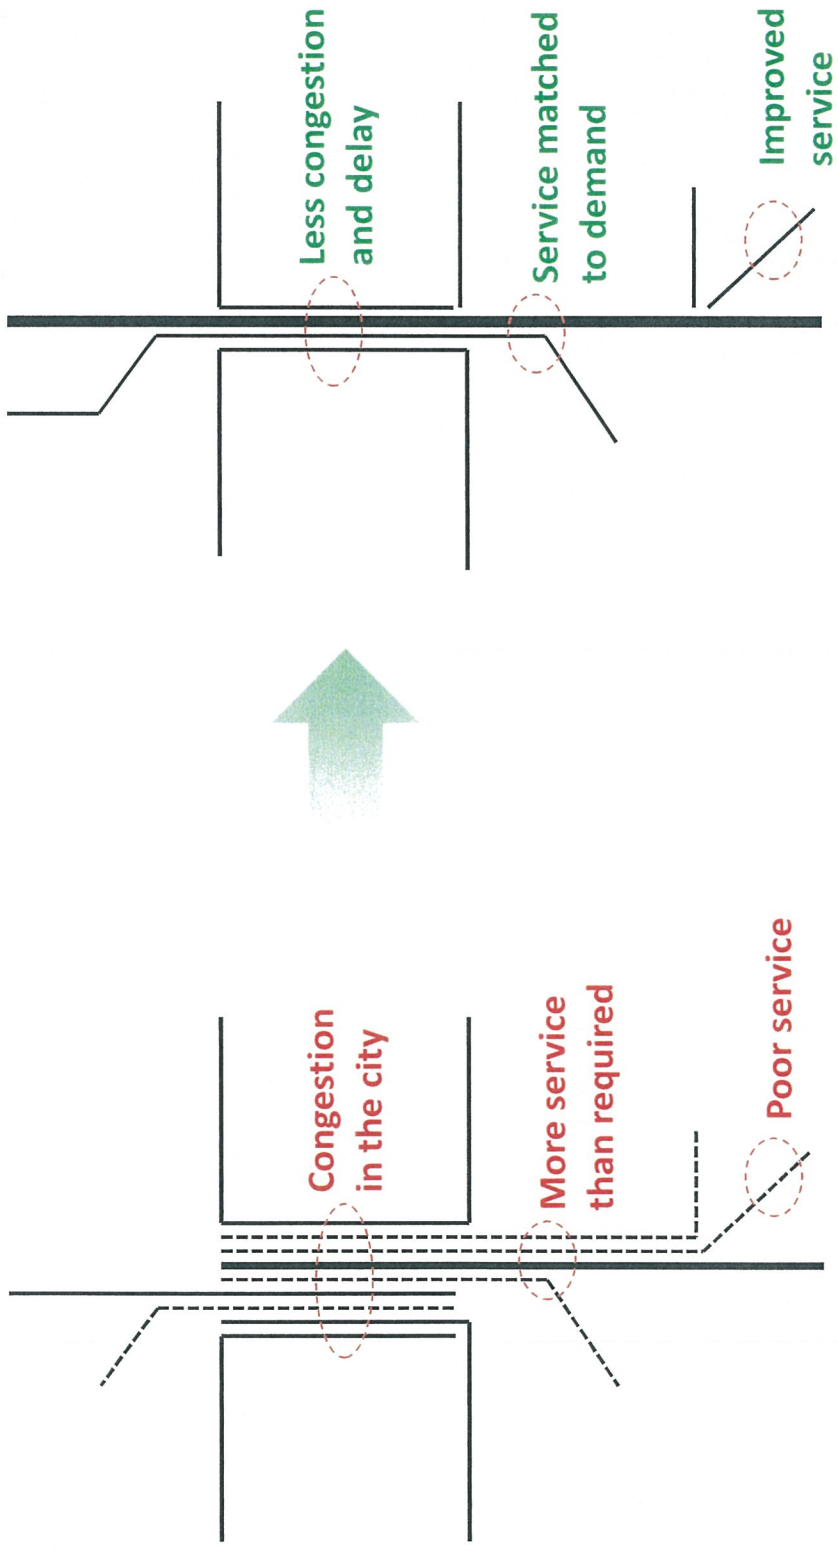 Congestion
in the city
More service
than required
Poor service
Less congestion
and delay
Service matched
to demand
Improved
service